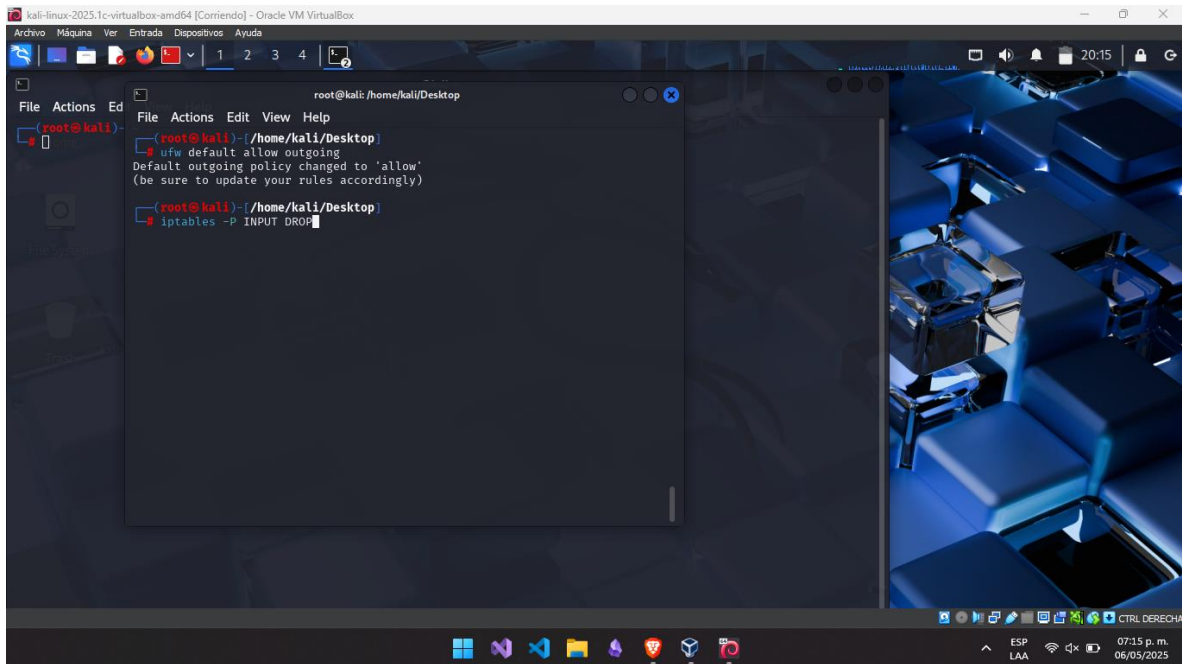 kali-linux-2025.1c-virtualbox-amd64 [Corriendo] - Oracle VM VirtualBox
Archivo Máquina Ver Entrada Dispositivos Ayuda
1 2 3 4 20:15
File Actions Ed
(root㉿kali)-
#
root@kali: /home/kali/Desktop
File Actions Edit View Help
(root㉿kali)-[/home/kali/Desktop]
# ufw default allow outgoing
Default outgoing policy changed to 'allow'
(be sure to update your rules accordingly)
(root㉿kali)-[/home/kali/Desktop]
# iptables -P INPUT DROP
Trash
CTRL DERECHA
ESP
LAA
07:15 p. m.
06/05/2025